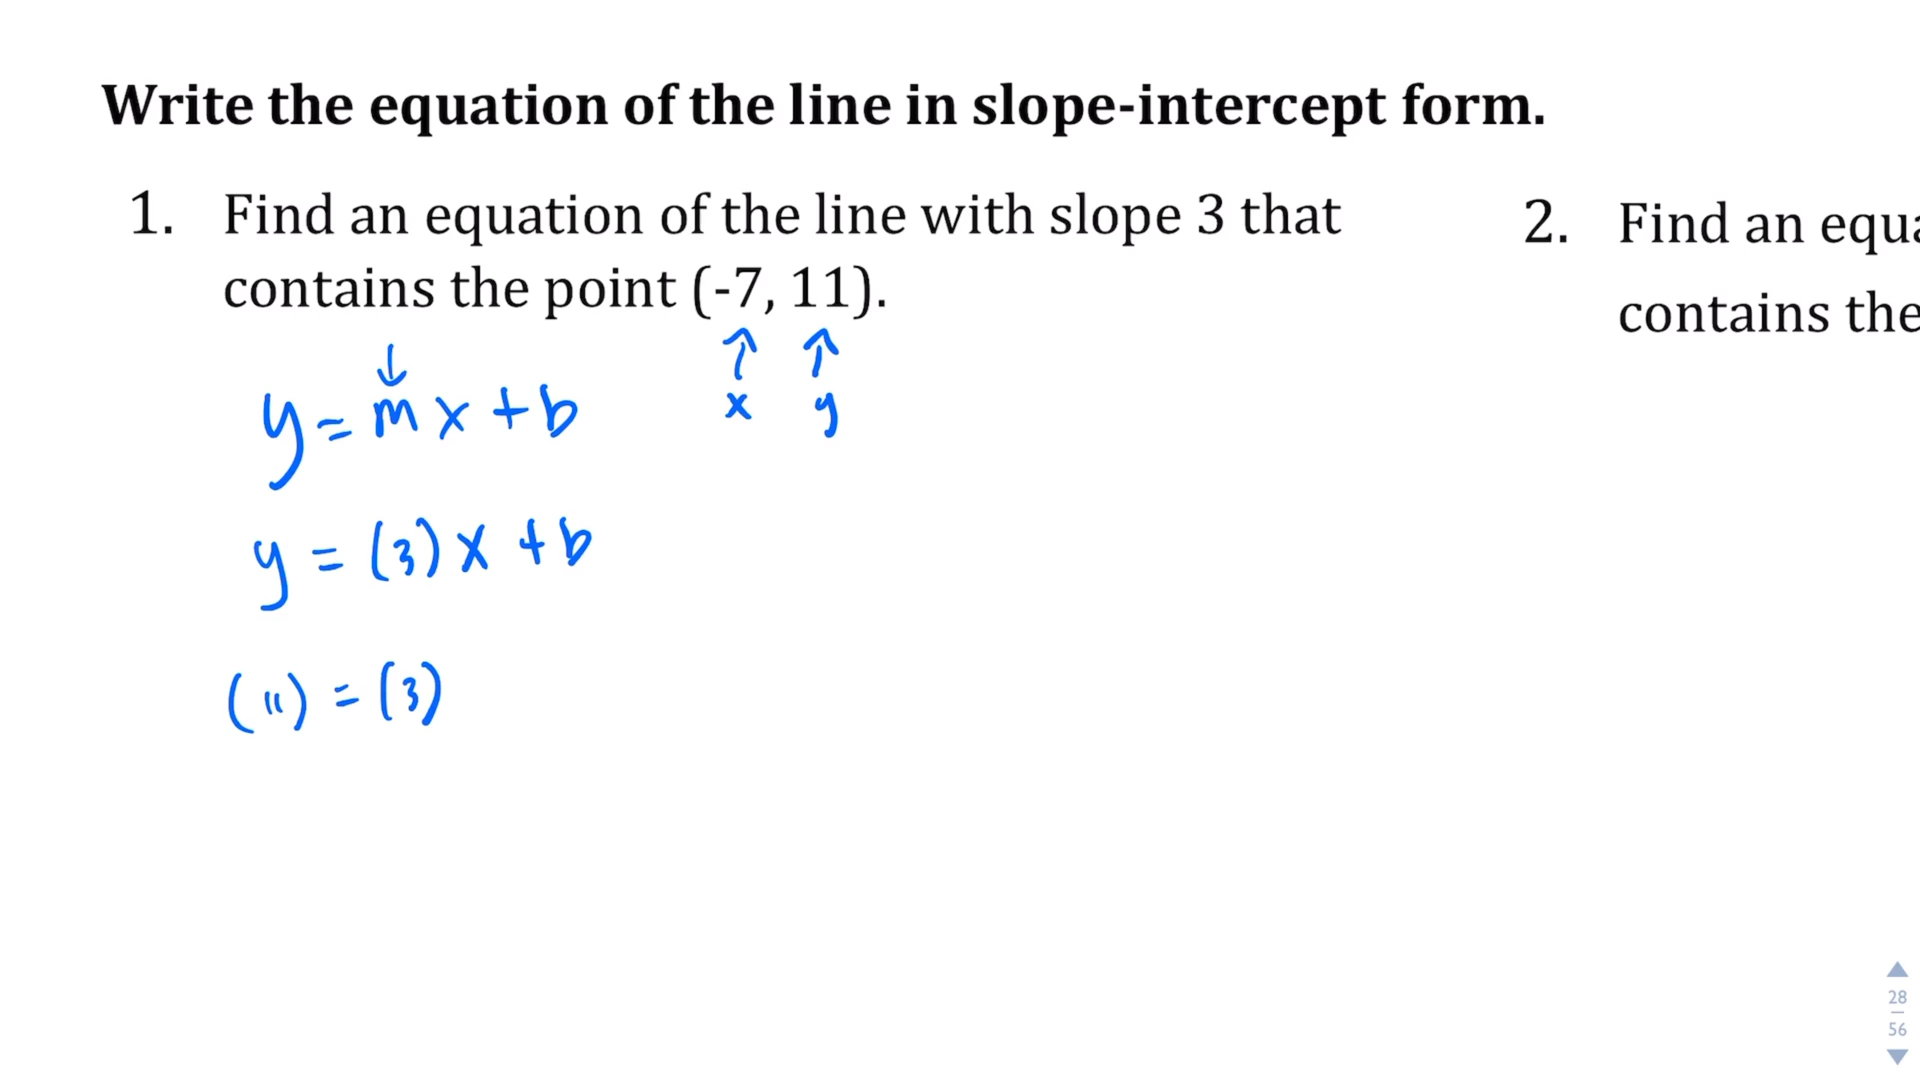 Write the equation of the line in slope-intercept form.
1. Find an equation of the line with slope 3 that
contains the point (-7, 11).
x y
y = mx + b
y = (3)x + b
(11) = (3)
2. Find an equa
contains the
28
56